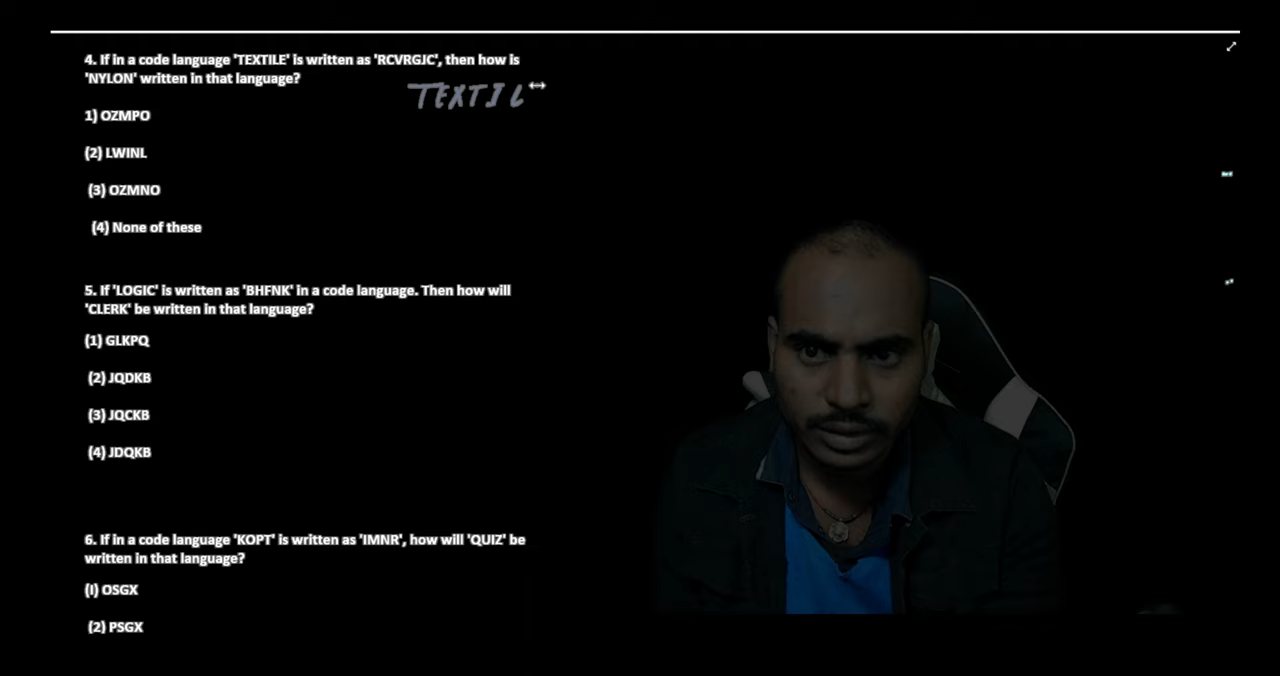 4. If in a code language 'TEXTILE' is written as 'RCVRGJC', then how is
'NYLON' written in that language?
TEXTIL
1) OZMPO
(2) LWINL
(3) OZMNO
(4) None of these
5. If 'LOGIC' is written as 'BHFNK' in a code language. Then how will
'CLERK' be written in that language?
(1) GLKPQ
(2) JQDKB
(3) JQCKB
(4) JDQKB
6. If in a code language 'KOPT' is written as 'IMNR', how will 'QUIZ' be
written in that language?
(I) OSGX
(2) PSGX